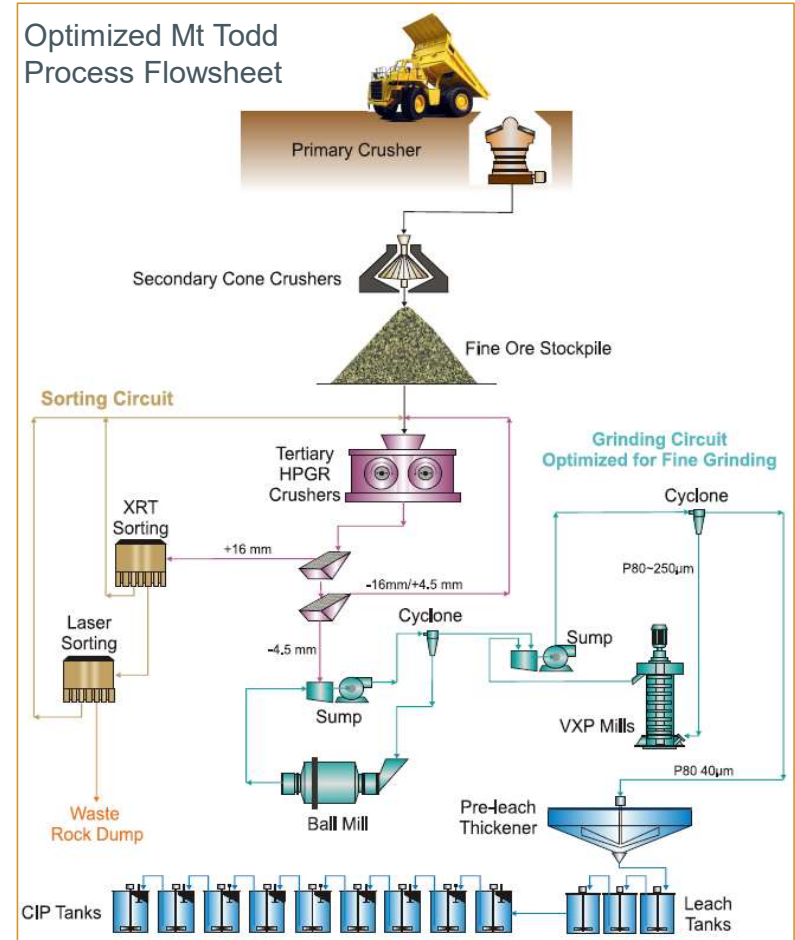 Optimized Mt Todd
Process Flowsheet
Primary Crusher
Secondary Cone Crushers
Fine Ore Stockpile
Sorting Circuit
Tertiary
HPGR
Crushers
Grinding Circuit
Optimized for Fine Grinding
Cyclone
XRT
Sorting
+16 mm
P80~250µm
-16mm/+4.5 mm
Cyclone
Laser
Sorting
-4.5 mm
Sump
Sump
VXP Mills
P80 40µm
Waste
Rock Dump
Ball Mill
Pre-leach
Thickener
CIP Tanks
Leach
Tanks